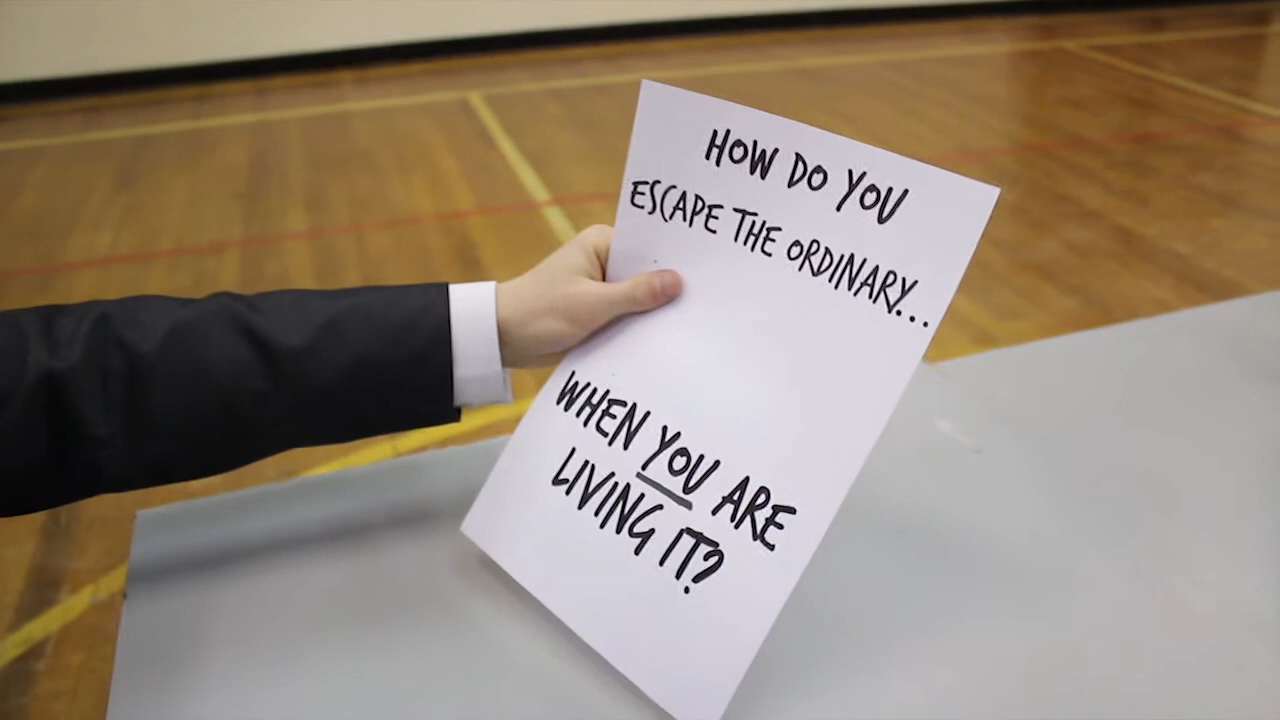 HOW DO YOU
ESCAPE THE ORDINARY...
WHEN YOU ARE
LIVING IT?